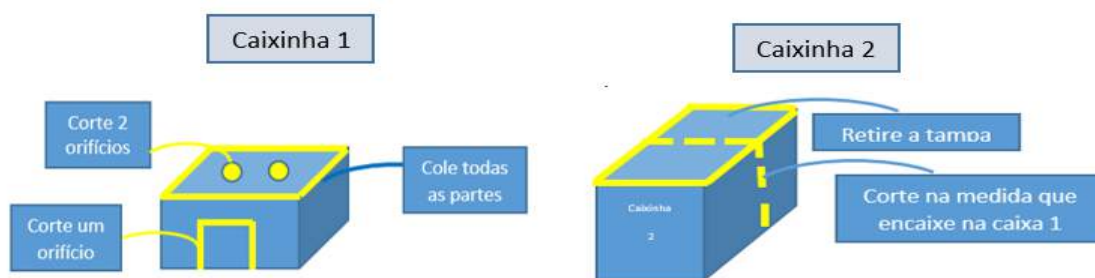 Caixinha 1
Corte 2
orifícios
Cole todas
as partes
Corte um
orifício
Caixinha 2
Retire a tampa
Corte na medida que
encaixe na caixa 1
Caixinha
2